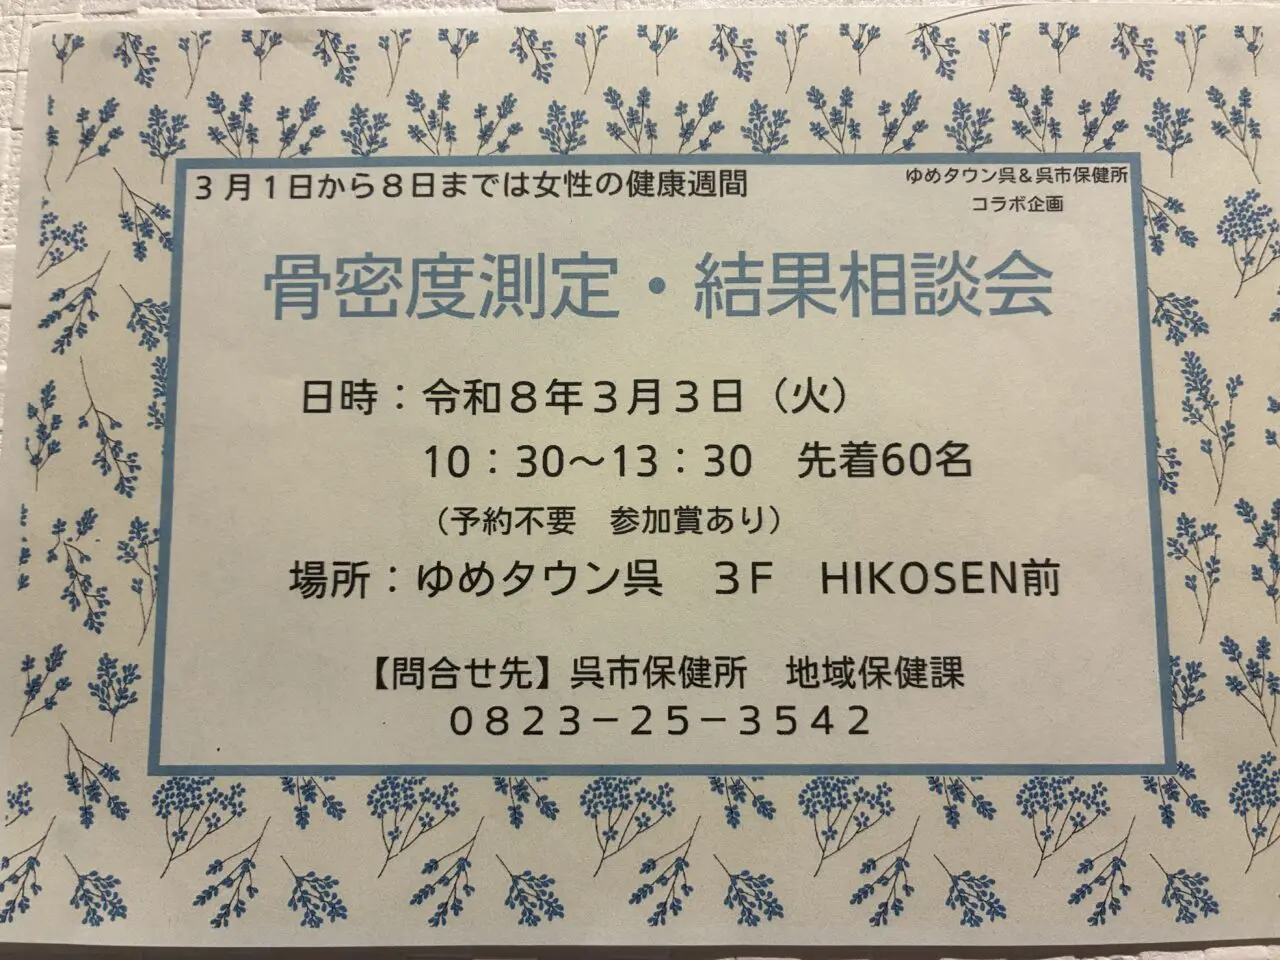 3月1日から8日までは女性の健康週間
ゆめタウン呉&呉市保健所
コラボ企画
骨密度測定・結果相談会
日時：令和8年3月3日（火）
10：30～13：30　先着60名
（予約不要　参加賞あり）
場所：ゆめタウン呉　3F　HIKOSEN前
【問合せ先】呉市保健所　地域保健課
0823－25－3542